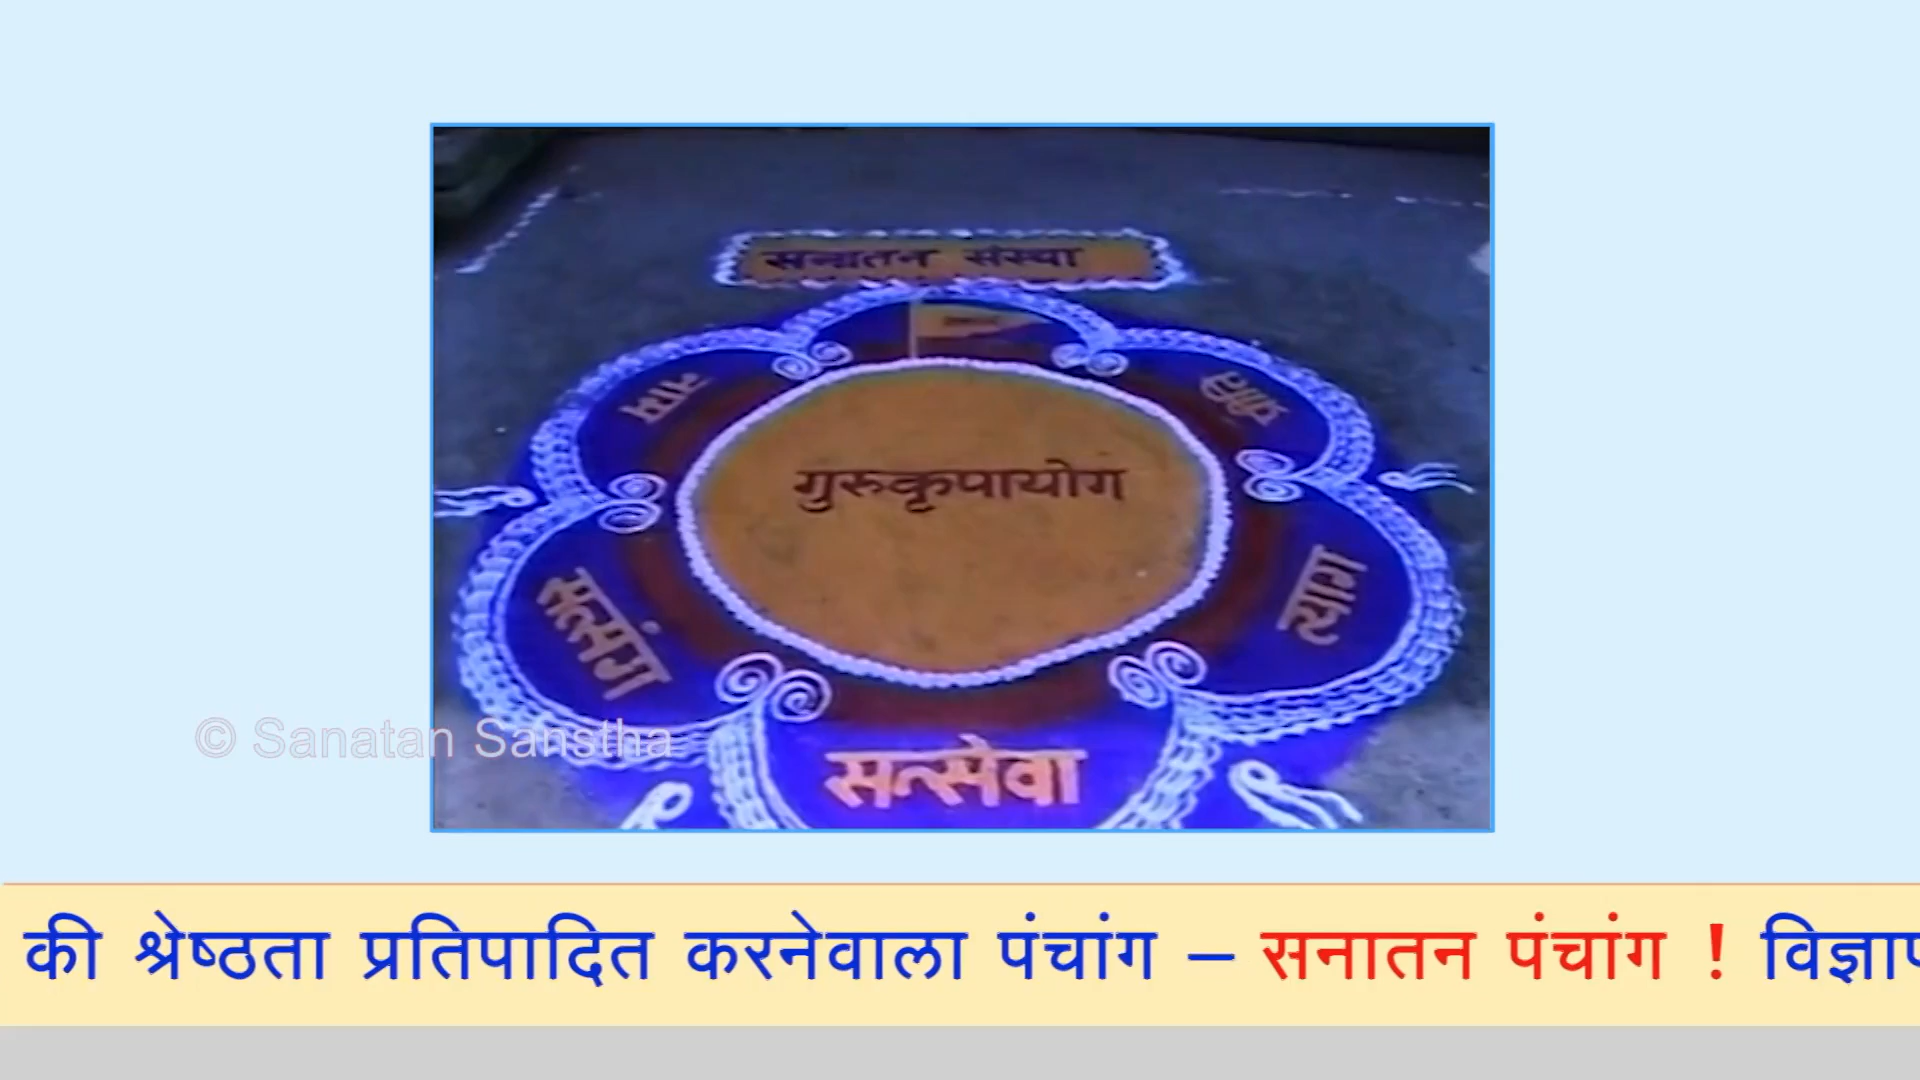 सनातन संस्था
नाम
गुरुकृपायोग
सत्संग
त्याग
© Sanatan Sanstha
सत्सेवा
की श्रेष्ठता प्रतिपादित करनेवाला पंचांग – सनातन पंचांग ! विज्ञाप